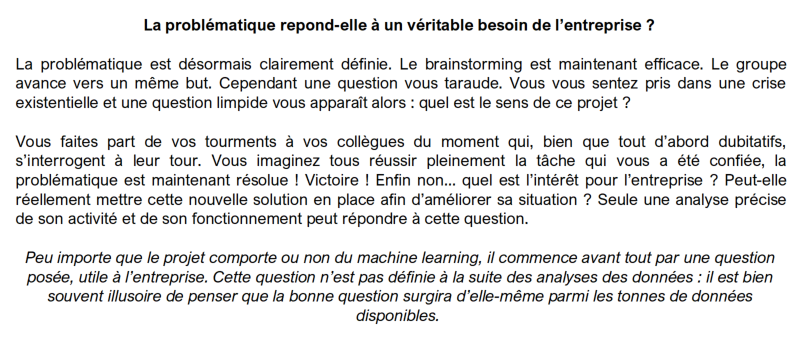 La problématique repond-elle à un véritable besoin de l'entreprise ?
La problématique est désormais clairement définie. Le brainstorming est maintenant efficace. Le groupe
avance vers un même but. Cependant une question vous taraude. Vous vous sentez pris dans une crise
existentielle et une question limpide vous apparaît alors : quel est le sens de ce projet ?
Vous faites part de vos tourments à vos collègues du moment qui, bien que tout d'abord dubitatifs,
s'interrogent à leur tour. Vous imaginez tous réussir pleinement la tâche qui vous a été confiée, la
problématique est maintenant résolue ! Victoire ! Enfin non... quel est l'intérêt pour l'entreprise ? Peut-elle
réellement mettre cette nouvelle solution en place afin d'améliorer sa situation ? Seule une analyse précise
de son activité et de son fonctionnement peut répondre à cette question.
Peu importe que le projet comporte ou non du machine learning, il commence avant tout par une question
posée, utile à l'entreprise. Cette question n'est pas définie à la suite des analyses des données : il est bien
souvent illusoire de penser que la bonne question surgira d'elle-même parmi les tonnes de données
disponibles.